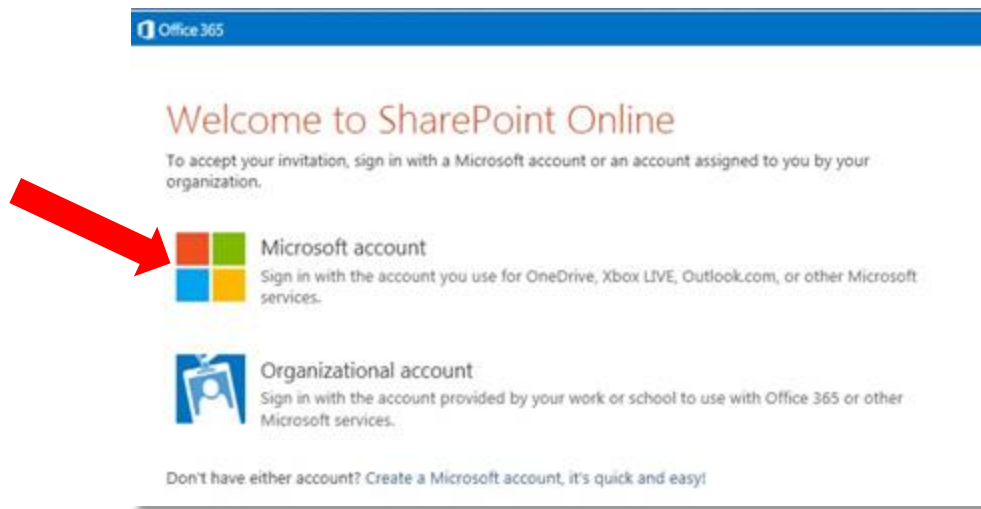 Office 365
Welcome to SharePoint Online
To accept your invitation, sign in with a Microsoft account or an account assigned to you by your
organization.
Microsoft account
Sign in with the account you use for OneDrive, Xbox LIVE, Outlook.com, or other Microsoft
services.
Organizational account
Sign in with the account provided by your work or school to use with Office 365 or other
Microsoft services.
Don't have either account? Create a Microsoft account, it's quick and easy!